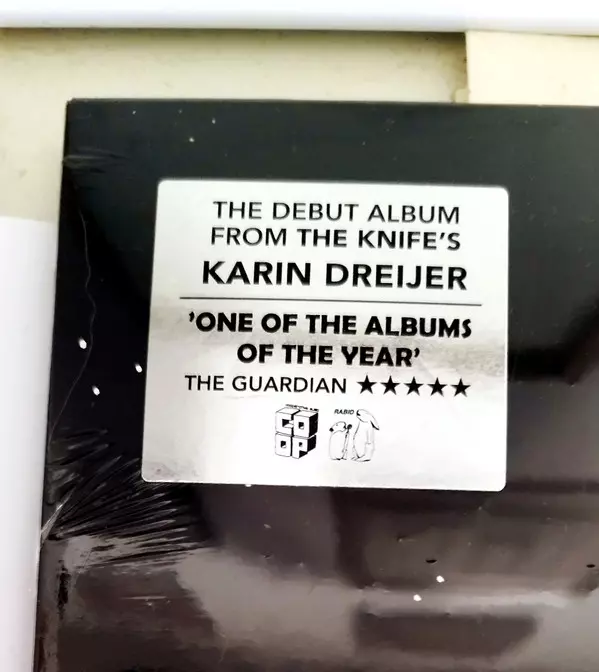 THE DEBUT ALBUM
FROM THE KNIFE'S
KARIN DREIJER
'ONE OF THE ALBUMS
OF THE YEAR'
THE GUARDIAN ★★★★★
CO
OP
RABID